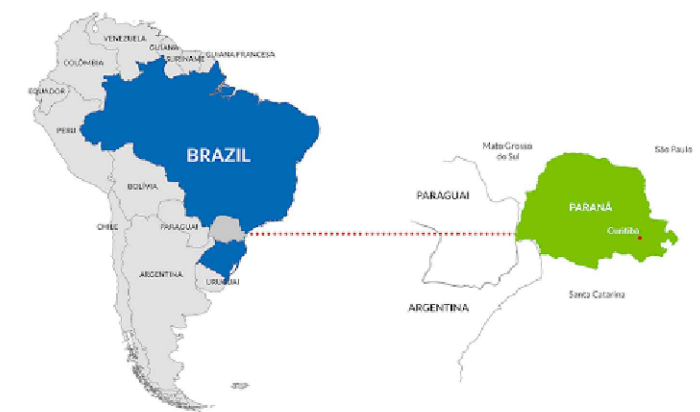 VENEZUELA
GUIANA
SURINAME
GUIANA FRANCESA
COLÔMBIA
EQUADOR
PERU
BRAZIL
BOLÍVIA
CHILE
PARAGUAI
ARGENTINA
URUGUAI
Mato Grosso
do Sul
São Paulo
PARAGUAI
PARANÁ
Curitiba
Santa Catarina
ARGENTINA